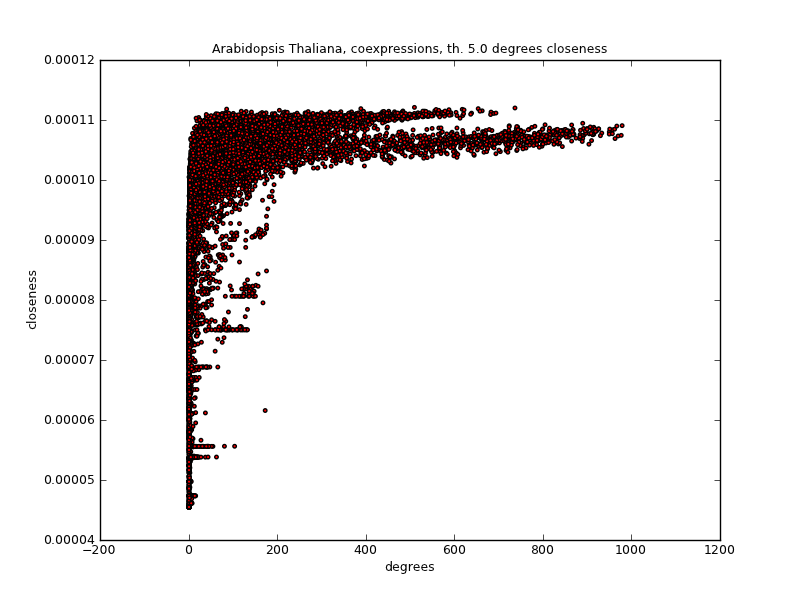 Arabidopsis Thaliana, coexpressions, th. 5.0 degrees closeness
0.00012
0.00011
0.00010
0.00009
0.00008
0.00007
0.00006
0.00005
0.00004
closeness
−200 0 200 400 600 800 1000 1200
degrees